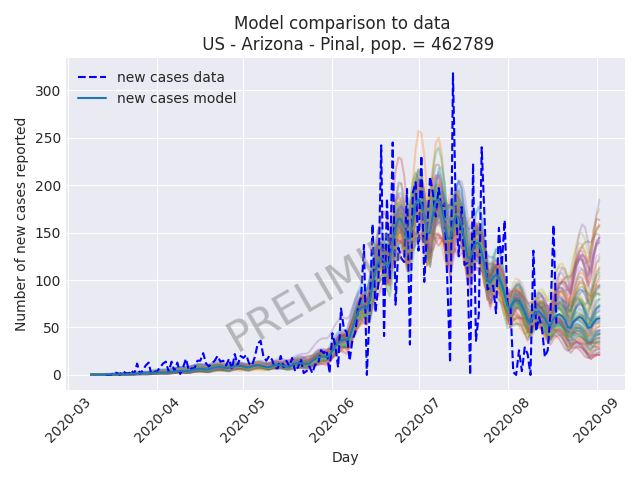 Model comparison to data
US - Arizona - Pinal, pop. = 462789
new cases data
new cases model
Number of new cases reported
300
250
200
150
100
50
0
PRELIMI
2020-03
2020-04
2020-05
2020-06
2020-07
2020-08
2020-09
Day